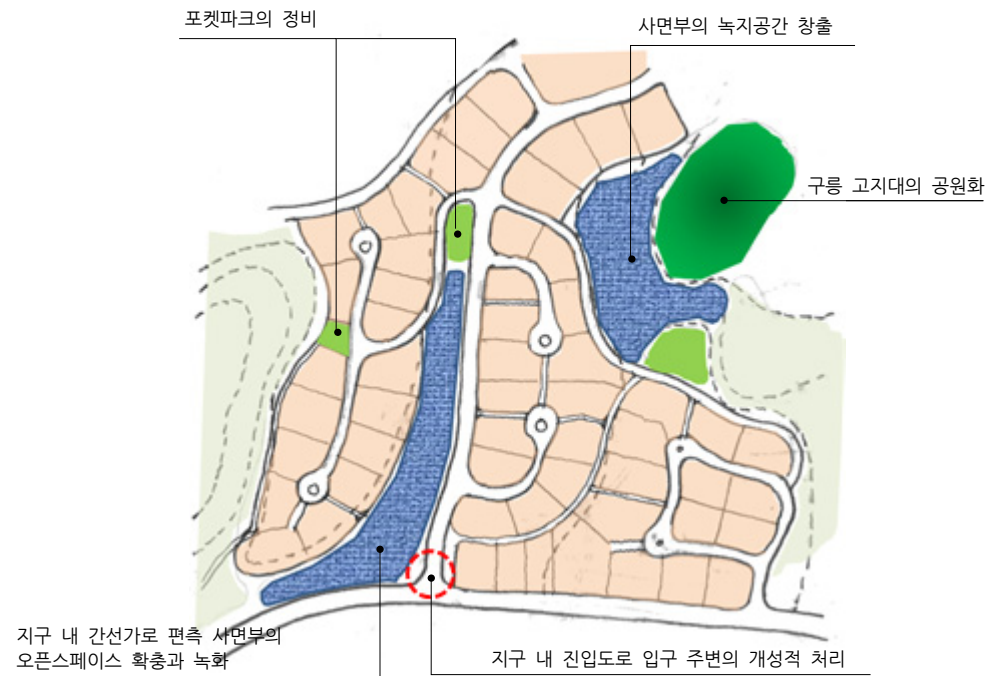 포켓파크의 정비
사면부의 녹지공간 창출
구릉 고지대의 공원화
지구 내 간선가로 편측 사면부의
오픈스페이스 확충과 녹화
지구 내 진입도로 입구 주변의 개성적 처리